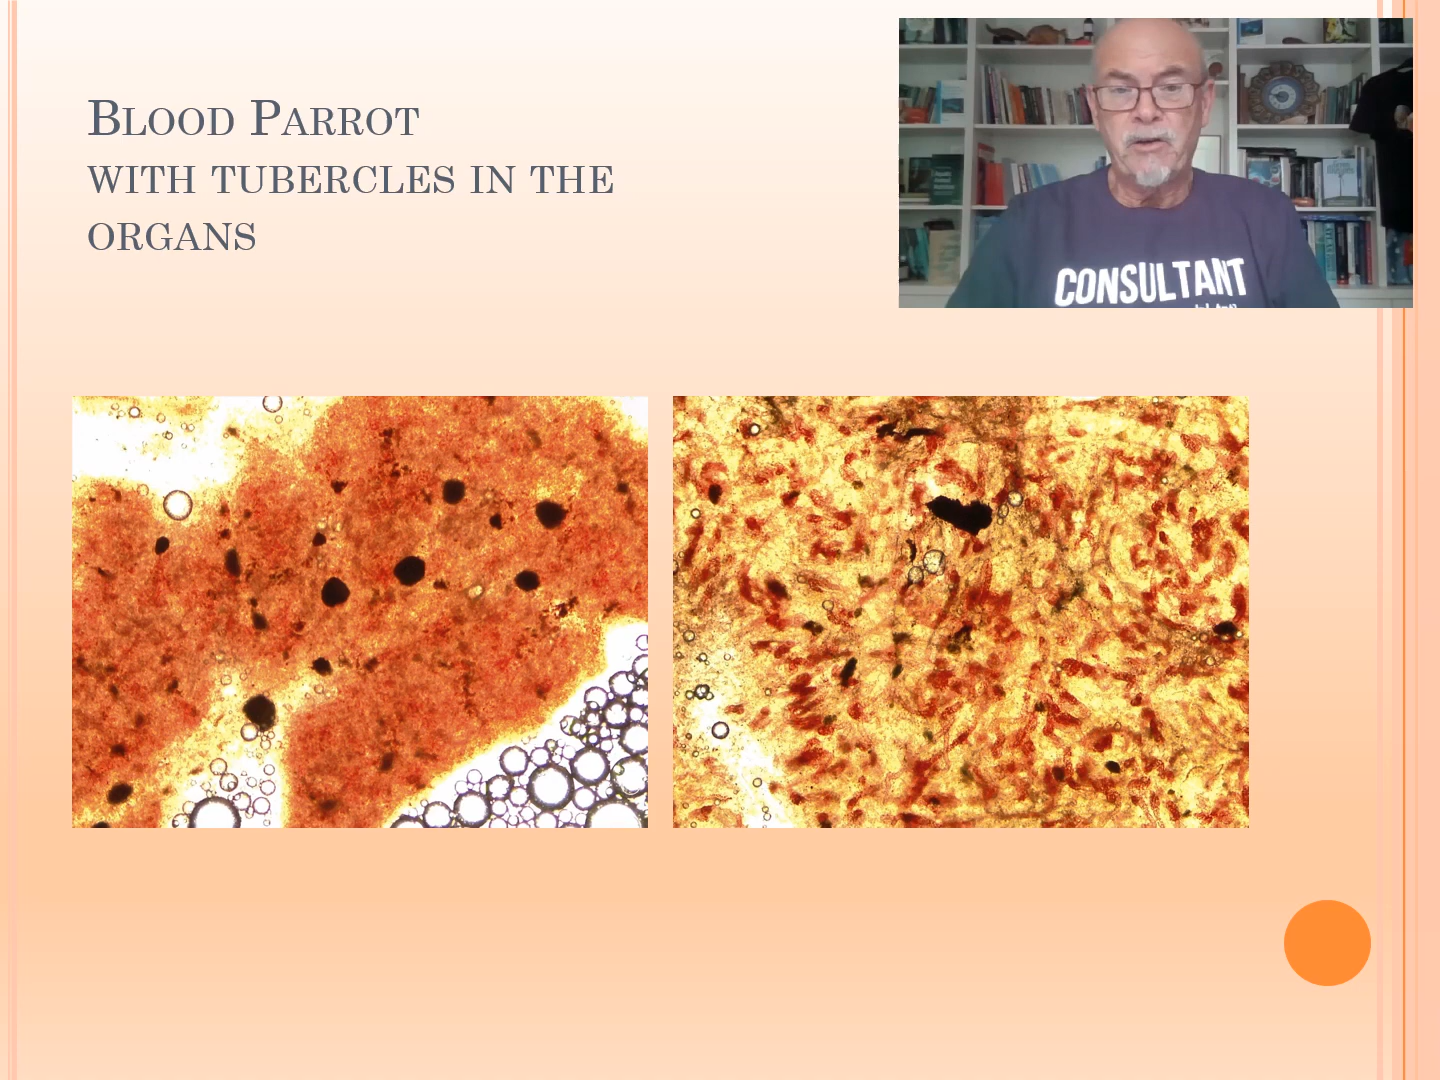 Blood Parrot
with tubercles in the
organs
CONSULTANT